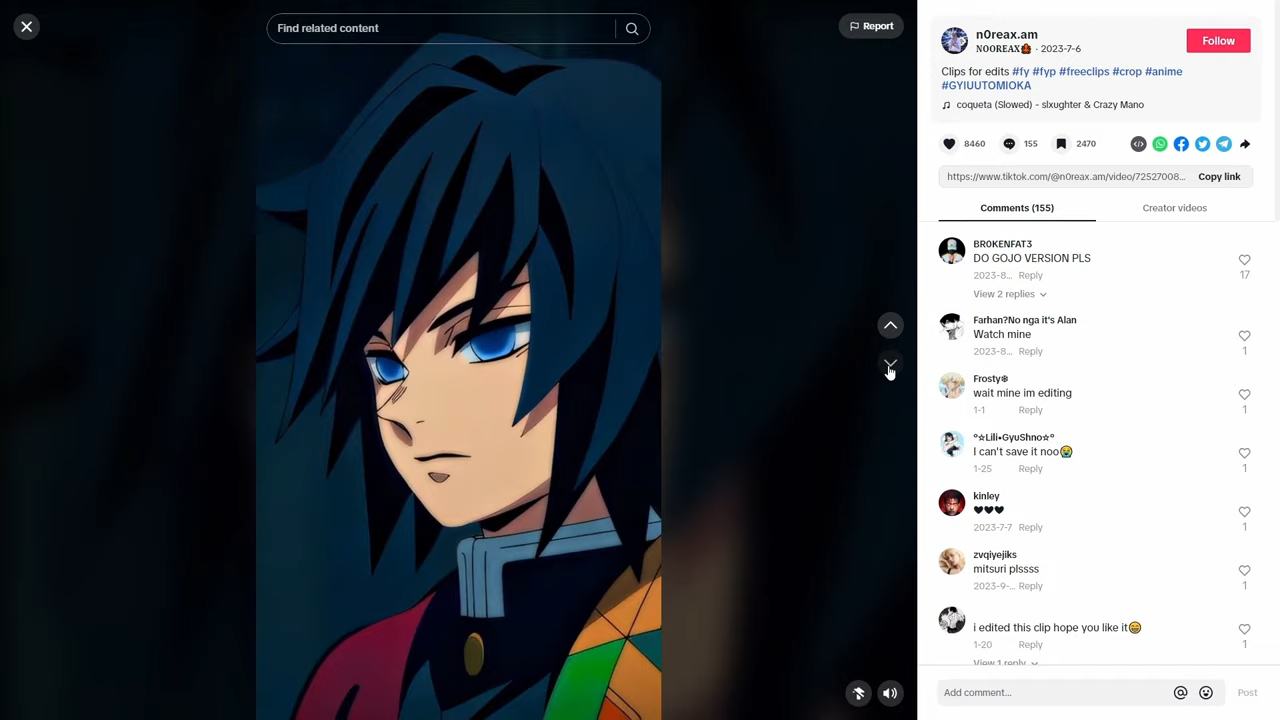 Find related content
Report
n0reax.am
NOOREAX · 2023-7-6
Follow
Clips for edits #fy #fyp #freeclips #crop #anime
#GYIUUTOMIOKA
coqueta (Slowed) - slxughter & Crazy Mano
8460
155
2470
https://www.tiktok.com/@n0reax.am/video/72527008...
Copy link
Comments (155)
Creator videos
BR0KENFAT3
DO GOJO VERSION PLS
2023-8... Reply
17
View 2 replies
Farhan?No nga it's Alan
Watch mine
2023-8... Reply
1
Frosty❄
wait mine im editing
1-1 Reply
1
°☆Lili•GyuShno☆°
I can't save it noo😭
1-25 Reply
1
kinley
🖤🖤🖤
2023-7-7 Reply
1
zvqiyejiks
mitsuri plssss
2023-9-... Reply
1
i edited this clip hope you like it😁
1-20 Reply
1
View 1 reply
Add comment...
Post